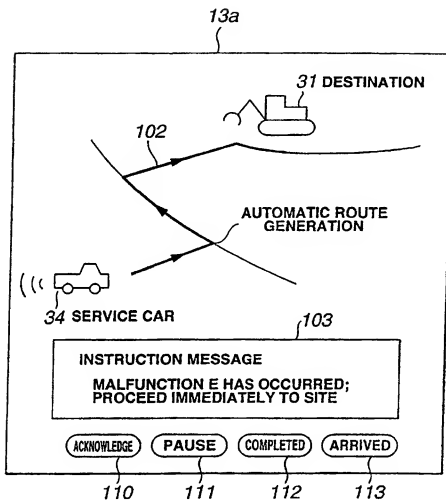 13a
31 DESTINATION
102
AUTOMATIC ROUTE
GENERATION
34 SERVICE CAR
103
INSTRUCTION MESSAGE
MALFUNCTION E HAS OCCURRED;
PROCEED IMMEDIATELY TO SITE
ACKNOWLEDGE PAUSE COMPLETED ARRIVED
110 111 112 113